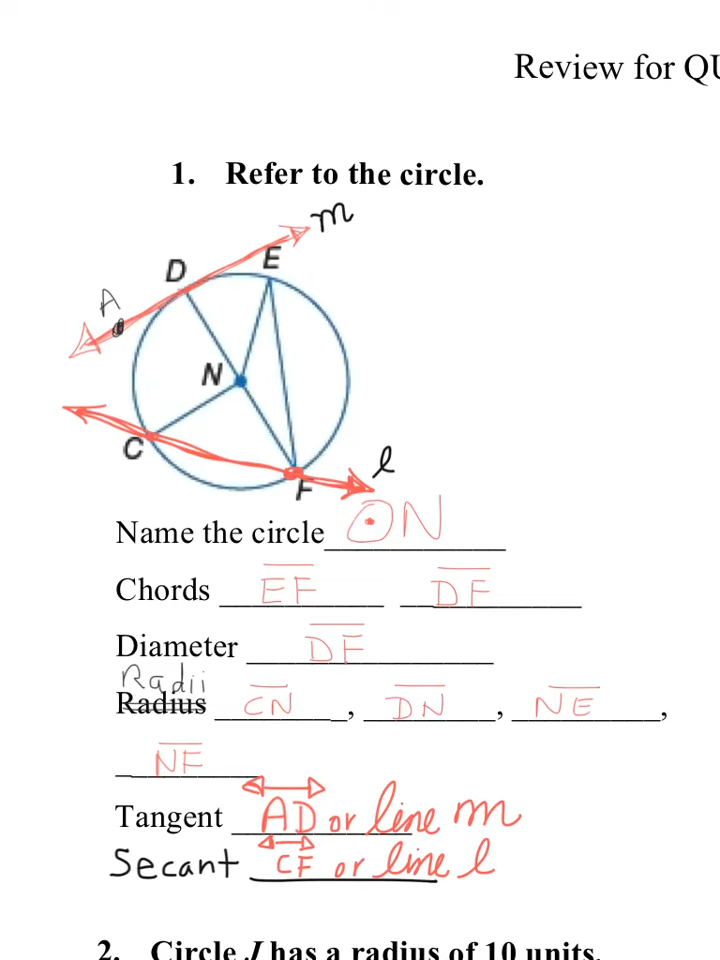 Review for QU
1. Refer to the circle.
m
D
E
A
N
C
l
F
Name the circle ⊙N
Chords EF DF
Diameter DF
Radii
Radius CN, DN, NE,
NF
Tangent AD or line m
Secant CF or line l
2. Circle J has a radius of 10 units.